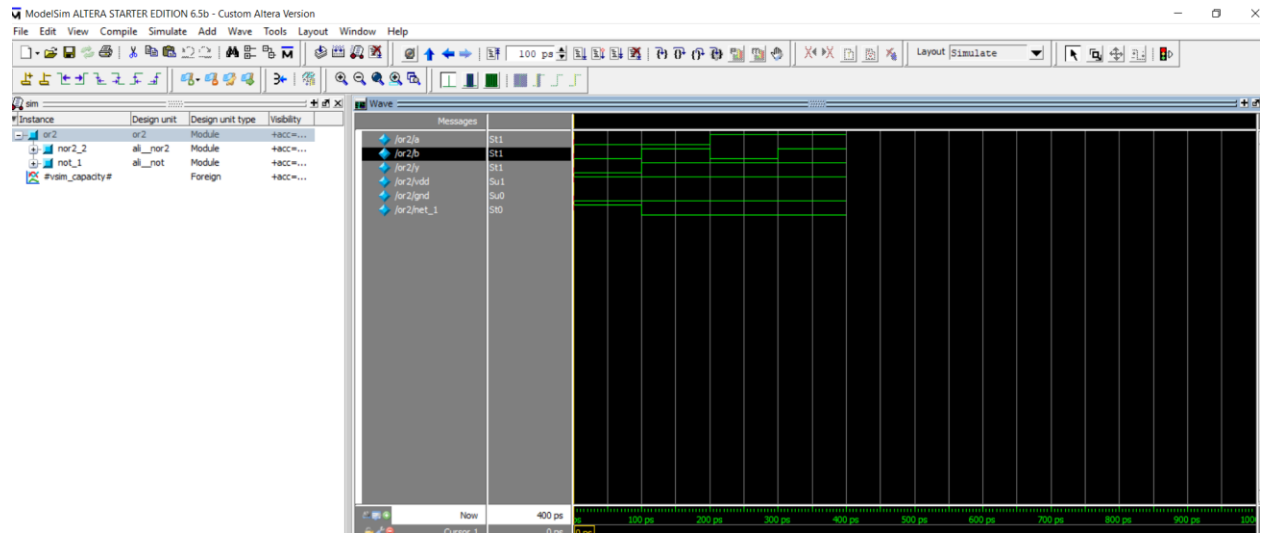 ModelSim ALTERA STARTER EDITION 6.5b - Custom Altera Version
File Edit View Compile Simulate Add Wave Tools Layout Window Help
100 ps
Layout Simulate
sim
Instance Design unit Design unit type Visibility
or2 or2 Module +acc=...
nor2_2 ali__nor2 Module +acc=...
not_1 ali__not Module +acc=...
#vsim_capacity# Foreign +acc=...
Wave
Messages
/or2/a St1
/or2/b St1
/or2/y St1
/or2/vdd Su1
/or2/gnd Su0
/or2/net_1 St0
Now 400 ps
ps 100 ps 200 ps 300 ps 400 ps 500 ps 600 ps 700 ps 800 ps 900 ps 100
Cursor 1 0 ps 0 ps